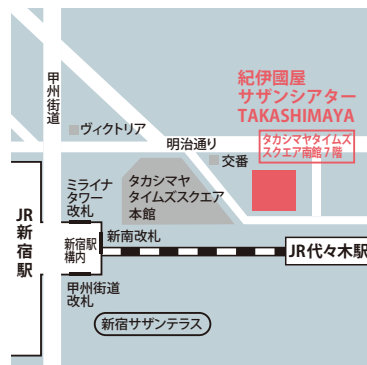 紀伊國屋
サザンシアター
TAKASHIMAYA
タカシマヤタイムズ
スクエア南館7階
甲州街道
ヴィクトリア
明治通り
交番
ミライナ
タワー
改札
タカシマヤ
タイムズスクエア
本館
JR新宿駅
新宿駅
構内
新南改札
JR代々木駅
甲州街道
改札
新宿サザンテラス